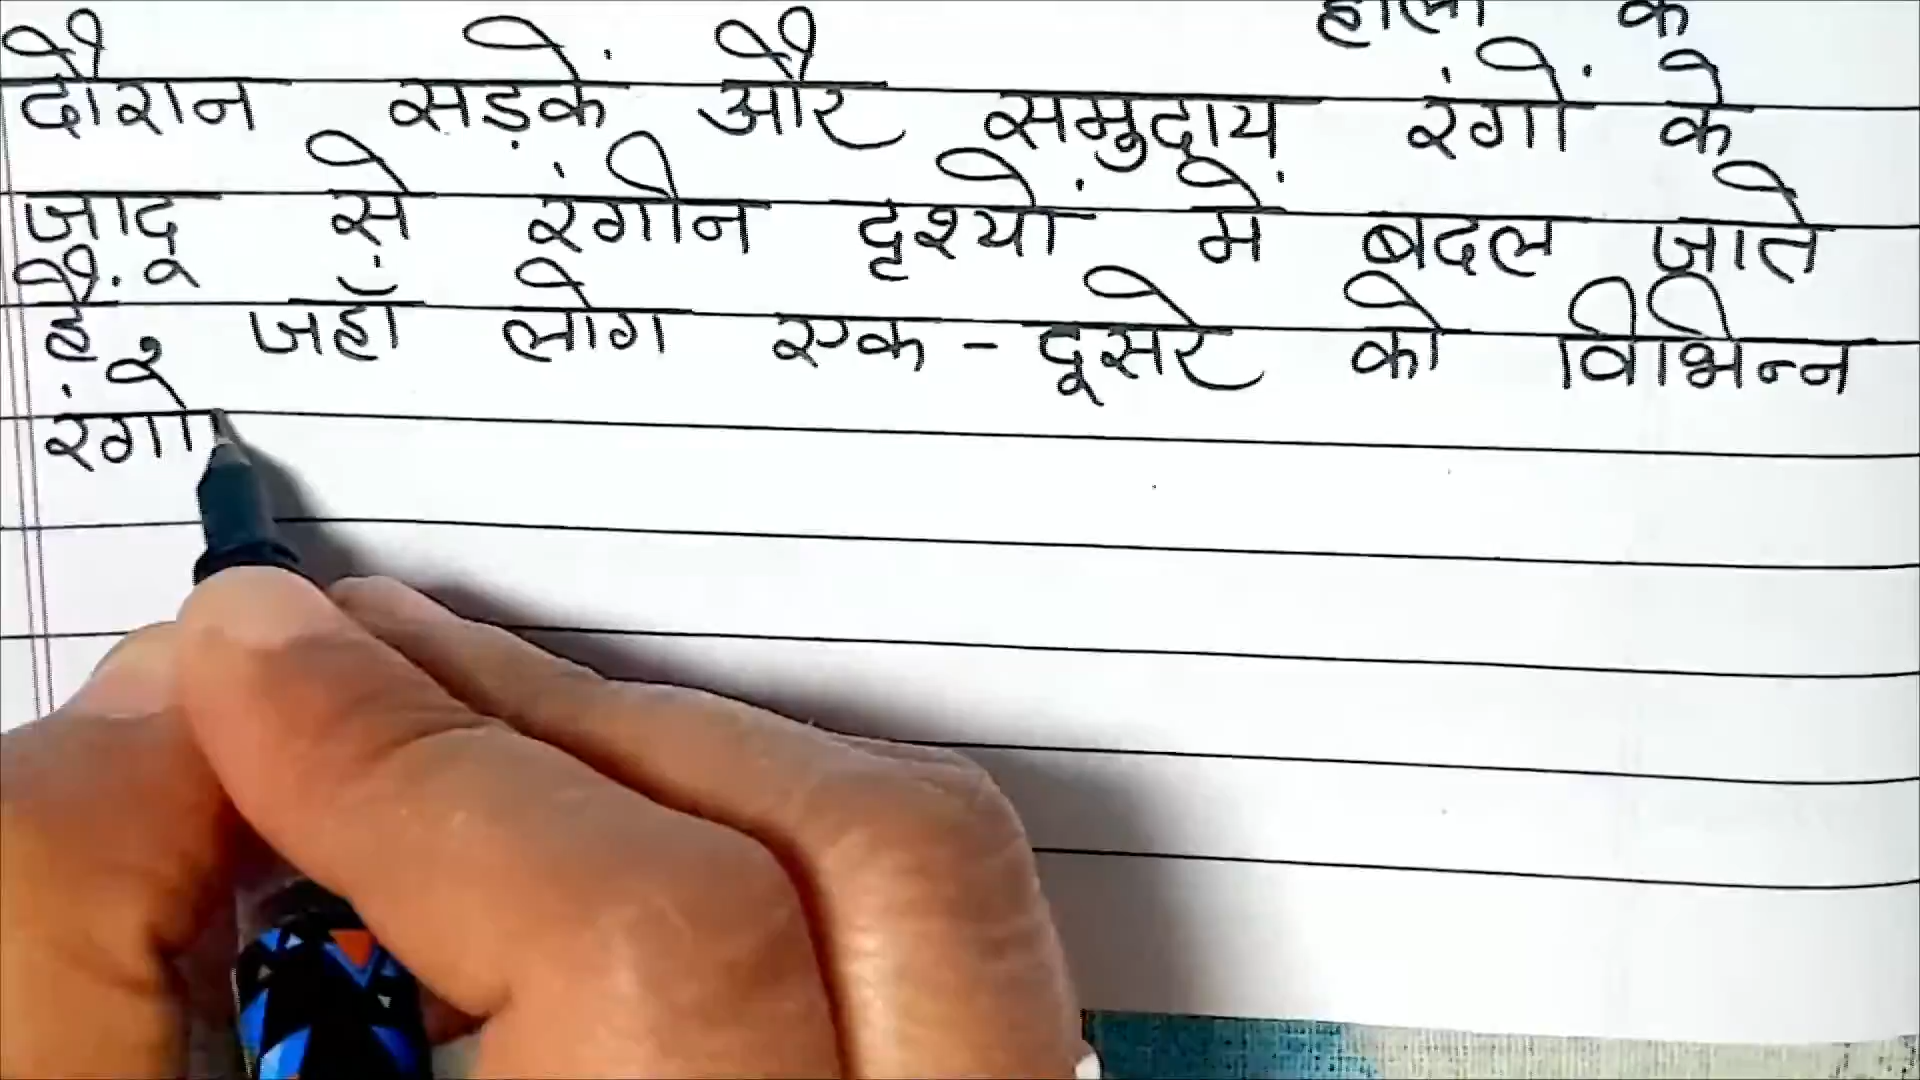 होली के
दौरान सड़कें और समुदाय रंगों के
जादू से रंगीन दृश्यों में बदल जाते
हैं, जहाँ लोग एक-दूसरे को विभिन्न
रंगो